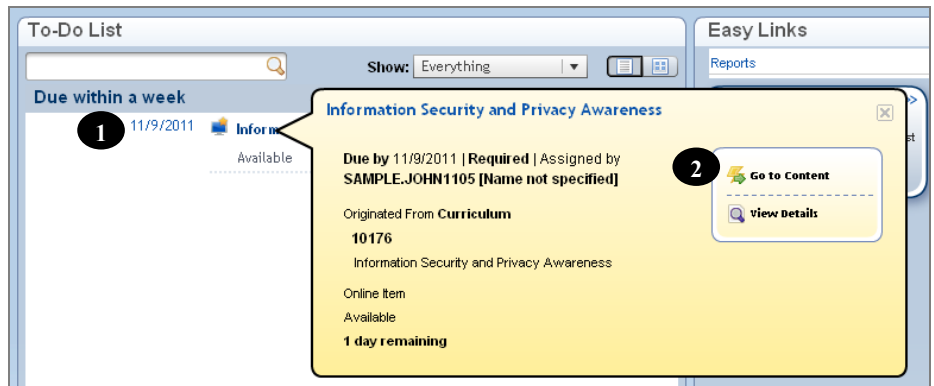 To-Do List
Easy Links
Show: Everything
Reports
Due within a week
1
11/9/2011
Inform
Available
Information Security and Privacy Awareness
Due by 11/9/2011 | Required | Assigned by
SAMPLE.JOHN1105 [Name not specified]
Originated From Curriculum
10176
Information Security and Privacy Awareness
Online Item
Available
1 day remaining
2
Go to Content
View Details
>>
st